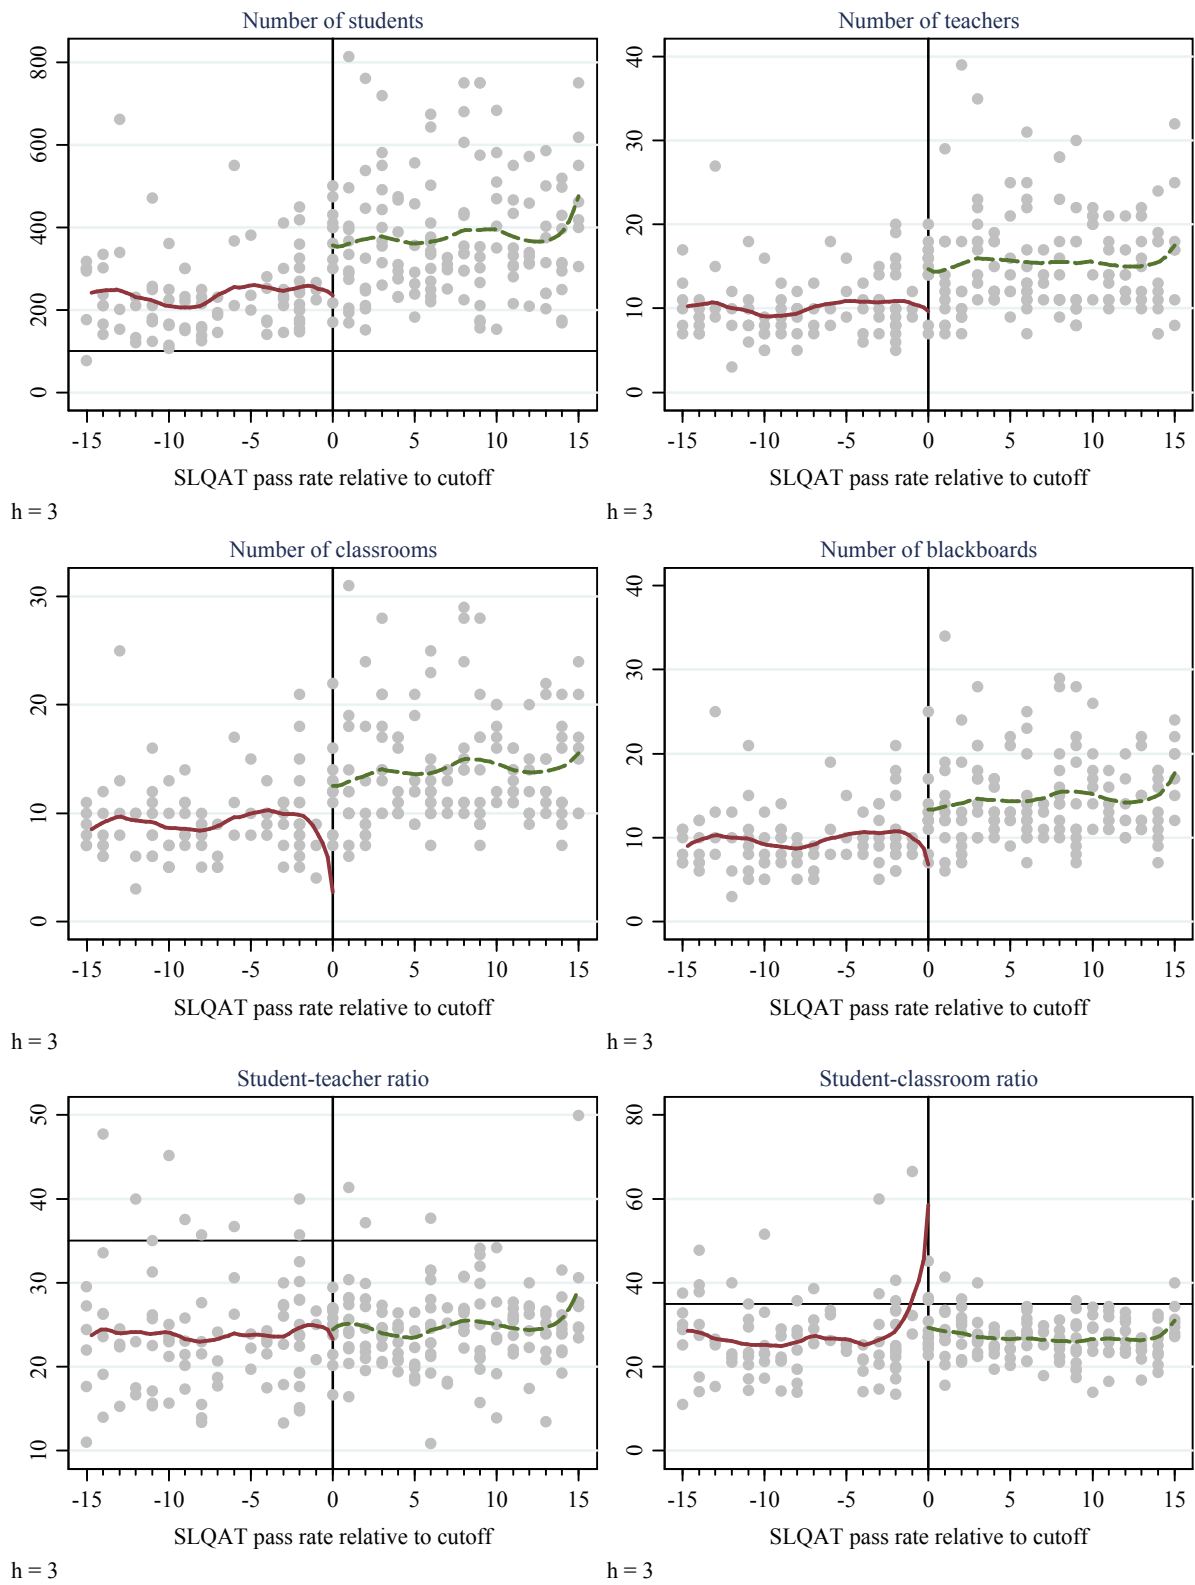 Number of students
800
600
400
200
0
-15 -10 -5 0 5 10 15
SLQAT pass rate relative to cutoff
h = 3
Number of teachers
40
30
20
10
0
-15 -10 -5 0 5 10 15
SLQAT pass rate relative to cutoff
h = 3
Number of classrooms
30
20
10
0
-15 -10 -5 0 5 10 15
SLQAT pass rate relative to cutoff
h = 3
Number of blackboards
40
30
20
10
0
-15 -10 -5 0 5 10 15
SLQAT pass rate relative to cutoff
h = 3
Student-teacher ratio
50
40
30
20
10
-15 -10 -5 0 5 10 15
SLQAT pass rate relative to cutoff
h = 3
Student-classroom ratio
80
60
40
20
0
-15 -10 -5 0 5 10 15
SLQAT pass rate relative to cutoff
h = 3